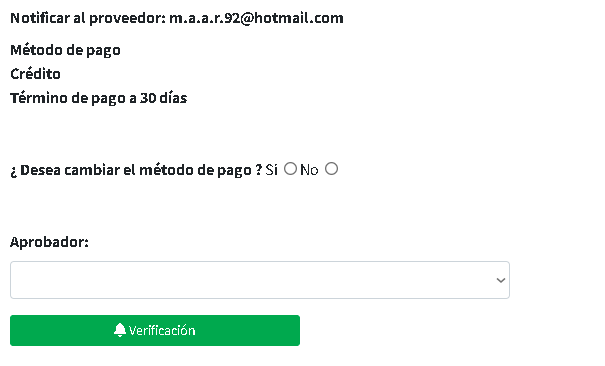 Notificar al proveedor: m.a.a.r.92@hotmail.com
Método de pago
Crédito
Término de pago a 30 días
¿ Desea cambiar el método de pago ? Sí No
Aprobador:
Verificación